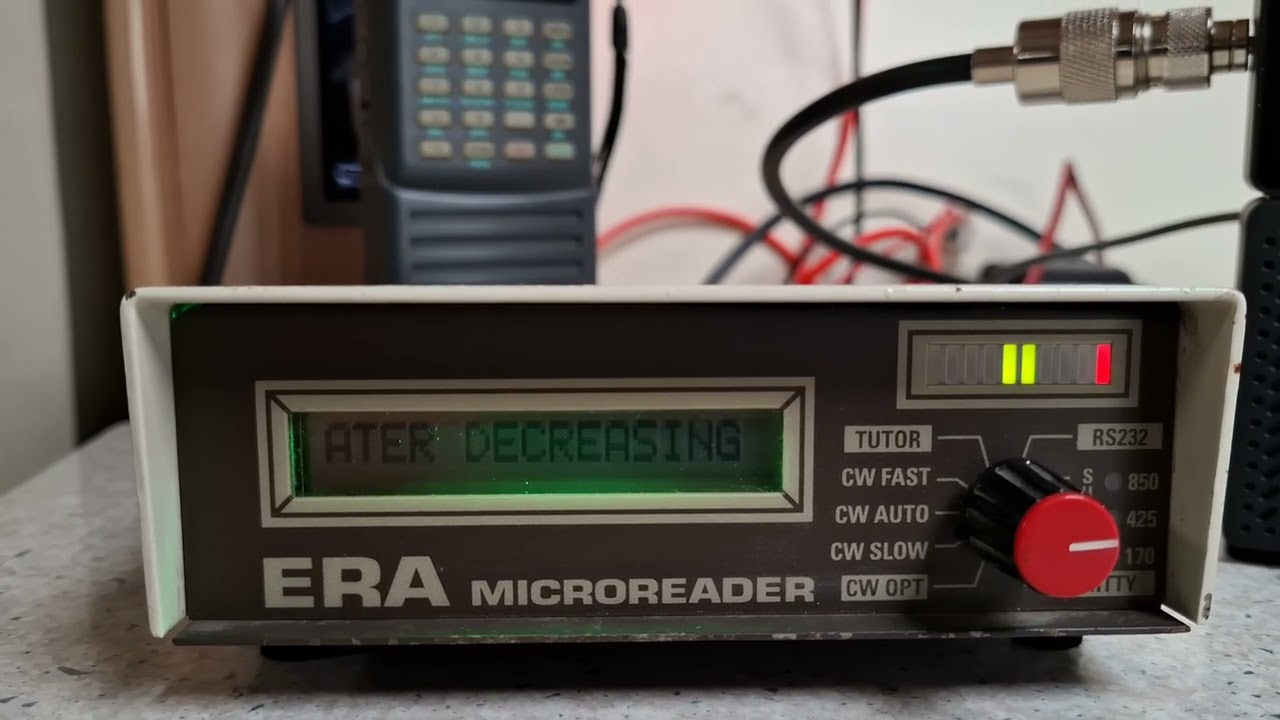 ATER DECREASING
TUTOR
RS232
CW FAST
S
850
CW AUTO
425
CW SLOW
170
CW OPT
ERA MICROREADER